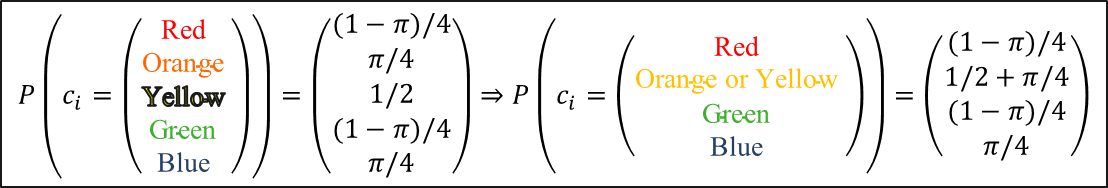 P ( c_i = ( Red Orange Yellow Green Blue ) ) = ( (1 − π)/4 π/4 1/2 (1 − π)/4 π/4 ) ⇒ P ( c_i = ( Red Orange or Yellow Green Blue ) ) = ( (1 − π)/4 1/2 + π/4 (1 − π)/4 π/4 )